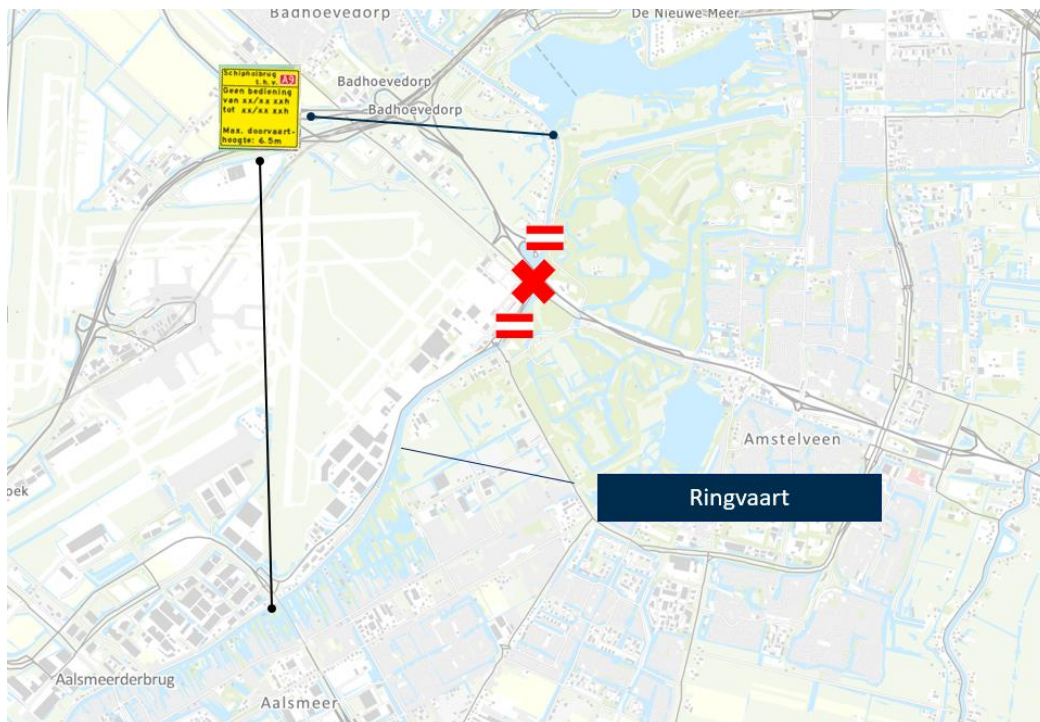 Badhoevedorp
De Nieuwe Meer
Schipholbrug
t.h.v. A9
Geen bediening
van xx/xx xxh
tot xx/xx xxh
Max. doorvaart-
hoogte: 6.5m
Badhoevedorp
Badhoevedorp
Amstelveen
oek
Ringvaart
Aalsmeerderbrug
Aalsmeer